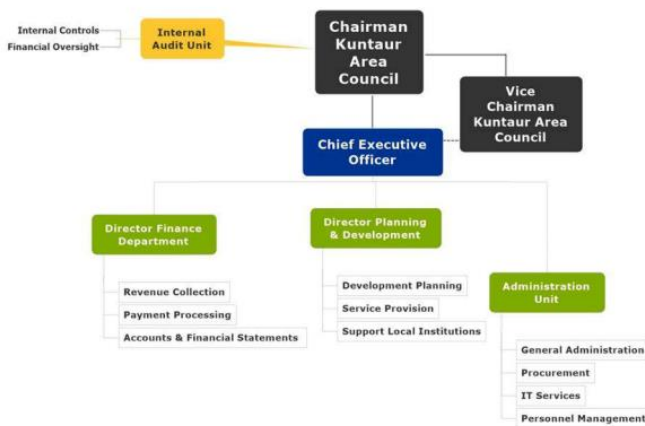 Internal Controls
Financial Oversight
Internal
Audit Unit
Chairman
Kuntaur
Area
Council
Vice
Chairman
Kuntaur Area
Council
Chief Executive
Officer
Director Finance
Department
Revenue Collection
Payment Processing
Accounts & Financial Statements
Director Planning
& Development
Development Planning
Service Provision
Support Local Institutions
Administration
Unit
General Administration
Procurement
IT Services
Personnel Management